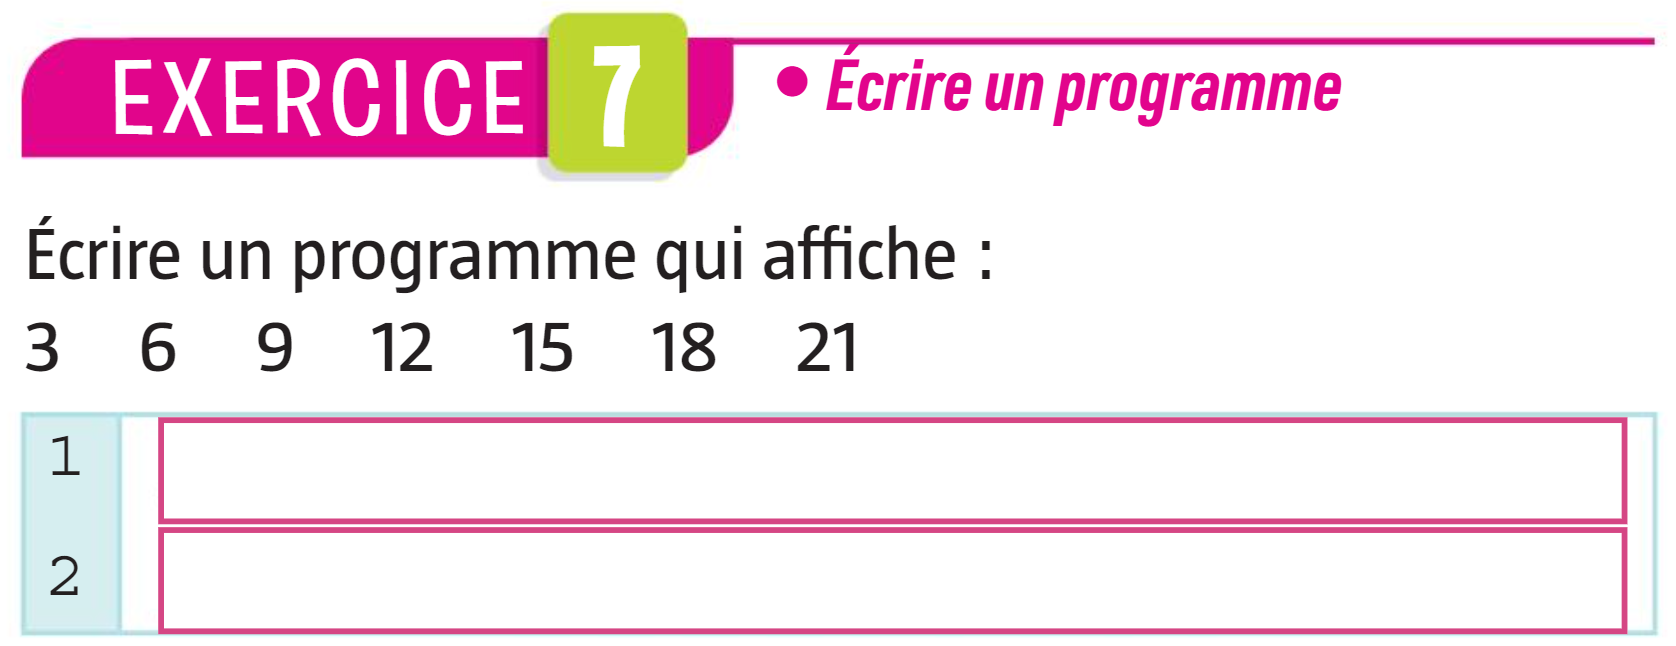 EXERCICE 7 • Écrire un programme
Écrire un programme qui affiche :
3 6 9 12 15 18 21
1
2